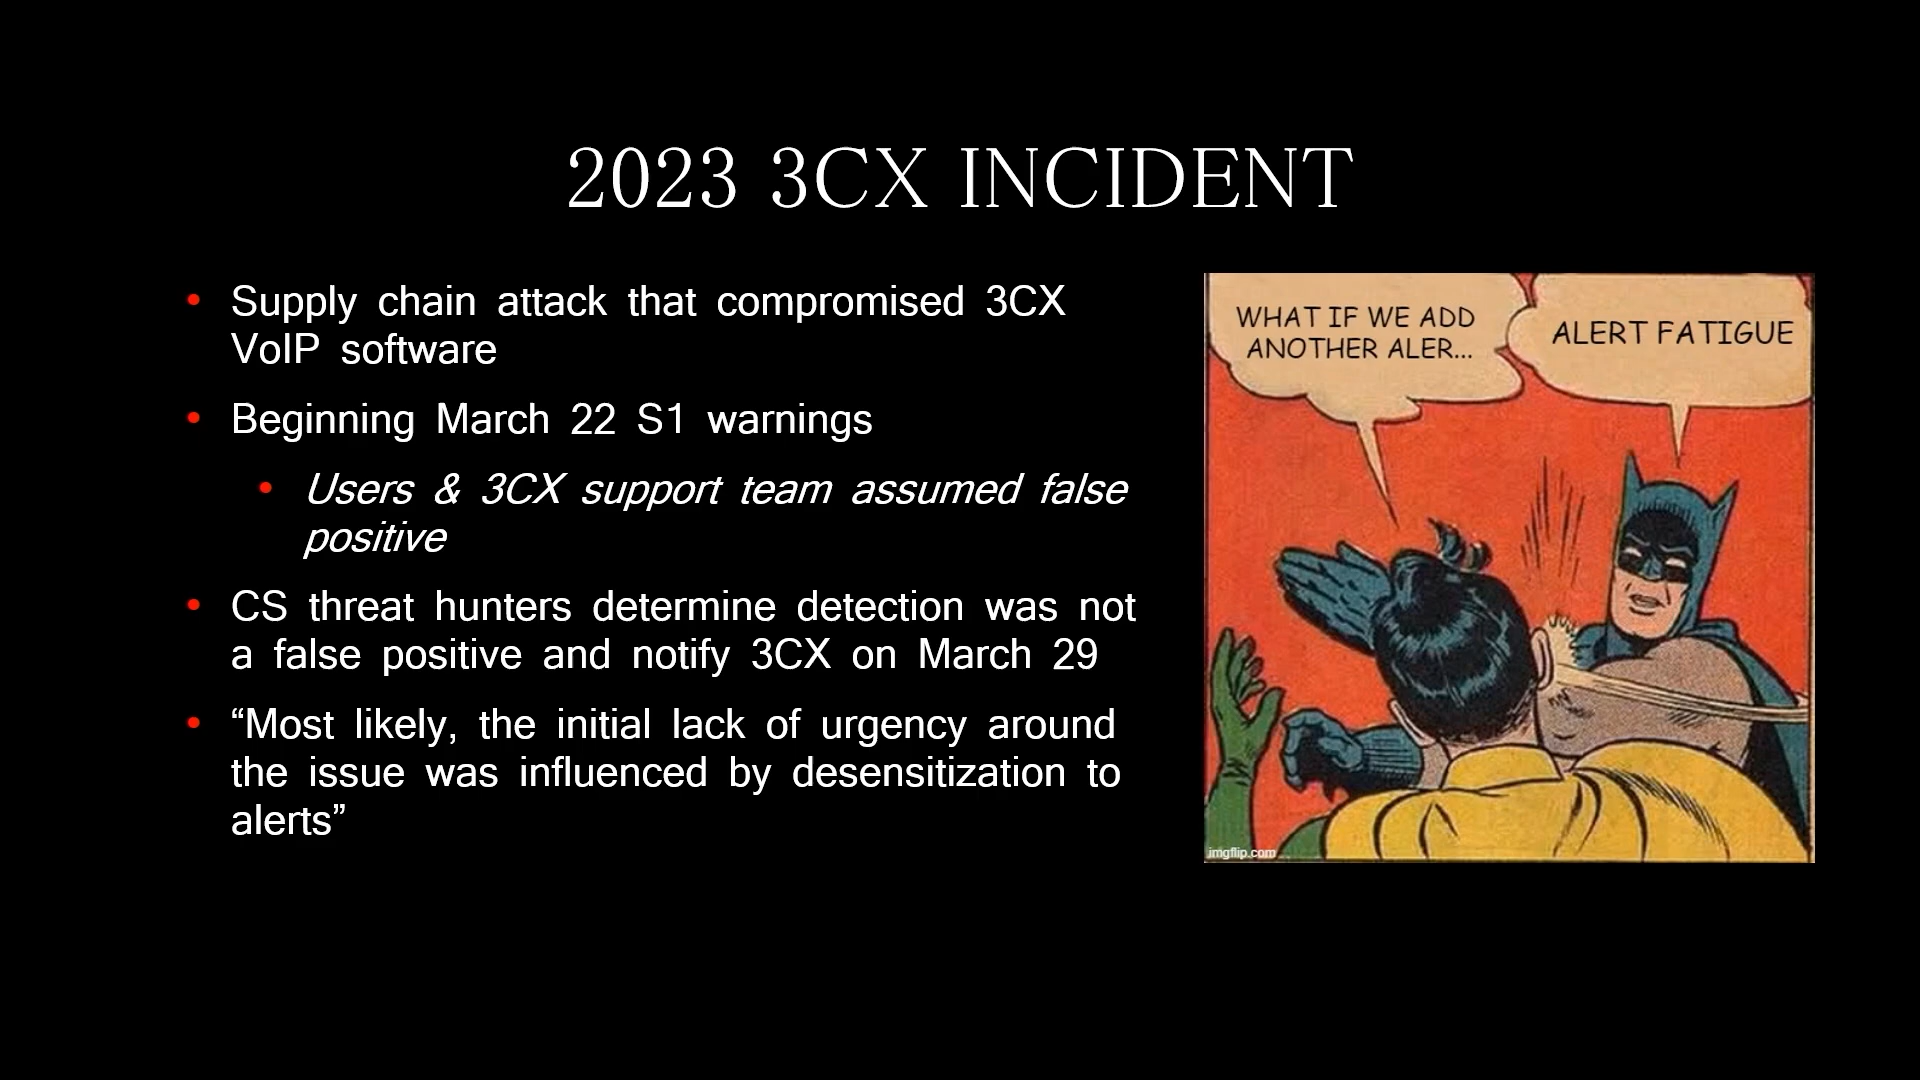 2023 3CX INCIDENT
• Supply chain attack that compromised 3CX
VoIP software
• Beginning March 22 S1 warnings
• Users & 3CX support team assumed false
positive
• CS threat hunters determine detection was not
a false positive and notify 3CX on March 29
• “Most likely, the initial lack of urgency around
the issue was influenced by desensitization to
alerts”
WHAT IF WE ADD
ANOTHER ALER...
ALERT FATIGUE
imgflip.com